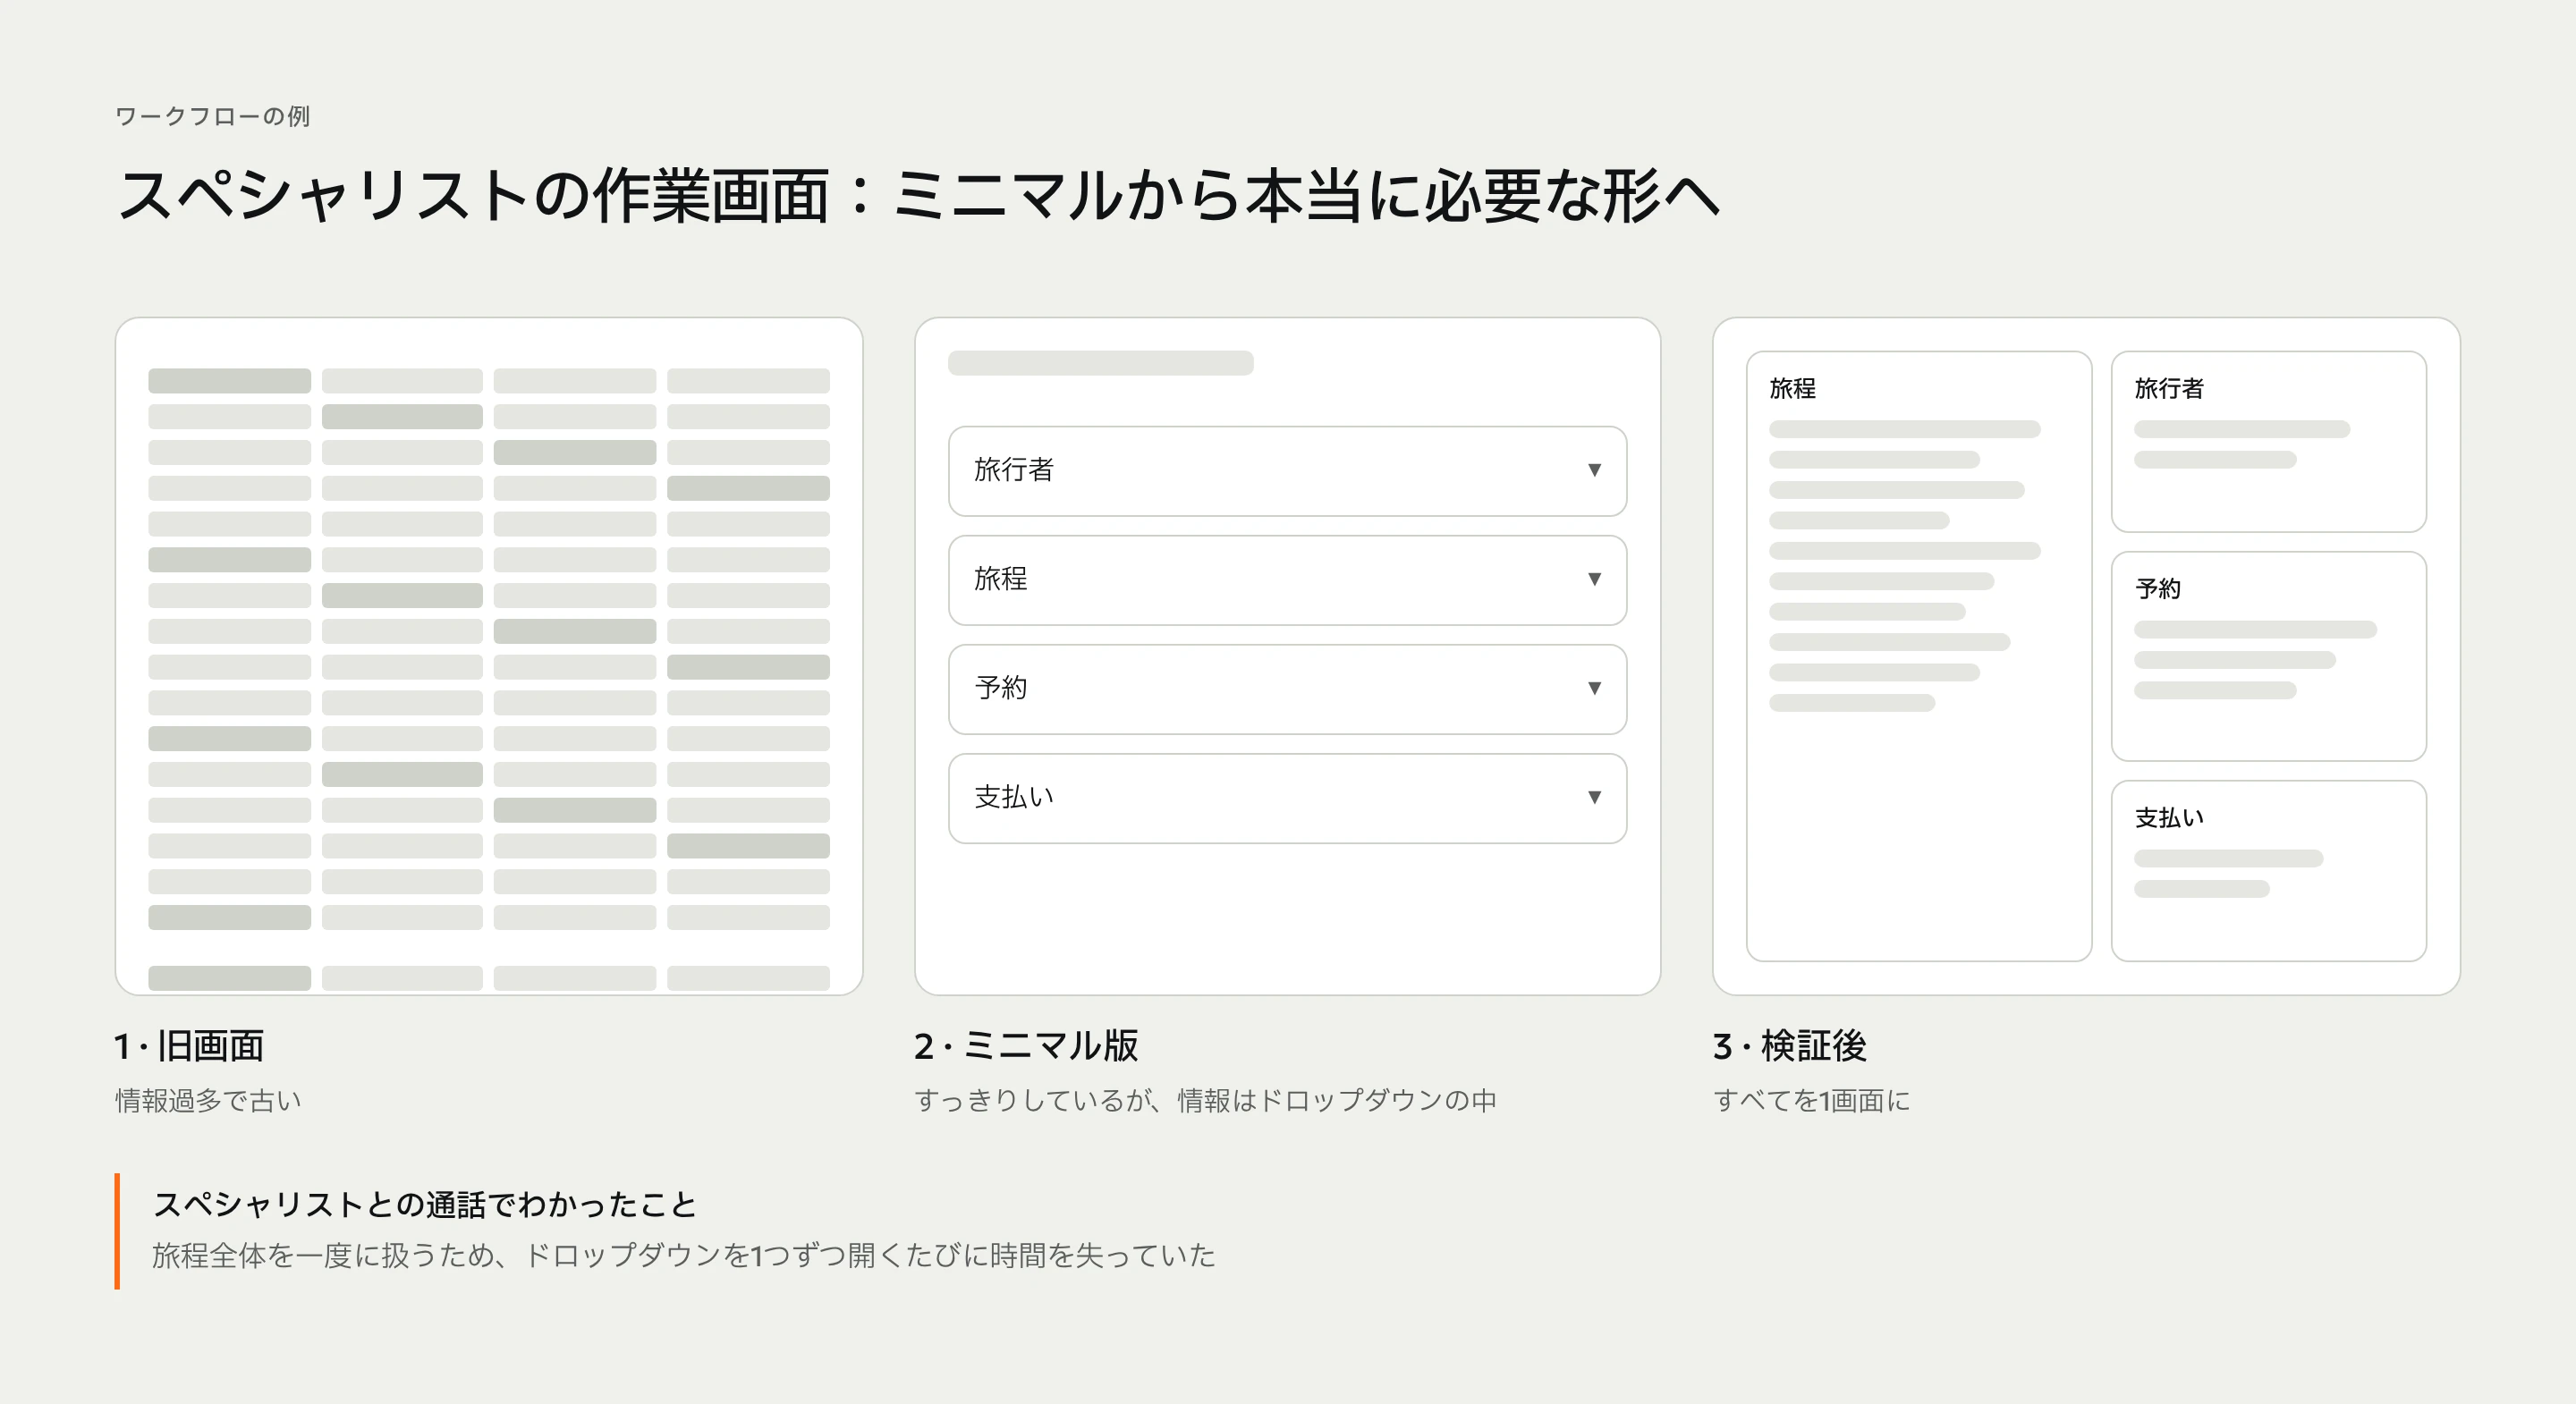 ワークフローの例
スペシャリストの作業画面：ミニマルから本当に必要な形へ
旅行者 ▼
旅程 ▼
予約 ▼
支払い ▼
旅程
旅行者
予約
支払い
1 · 旧画面
情報過多で古い
2 · ミニマル版
すっきりしているが、情報はドロップダウンの中
3 · 検証後
すべてを1画面に
スペシャリストとの通話でわかったこと
旅程全体を一度に扱うため、ドロップダウンを1つずつ開くたびに時間を失っていた